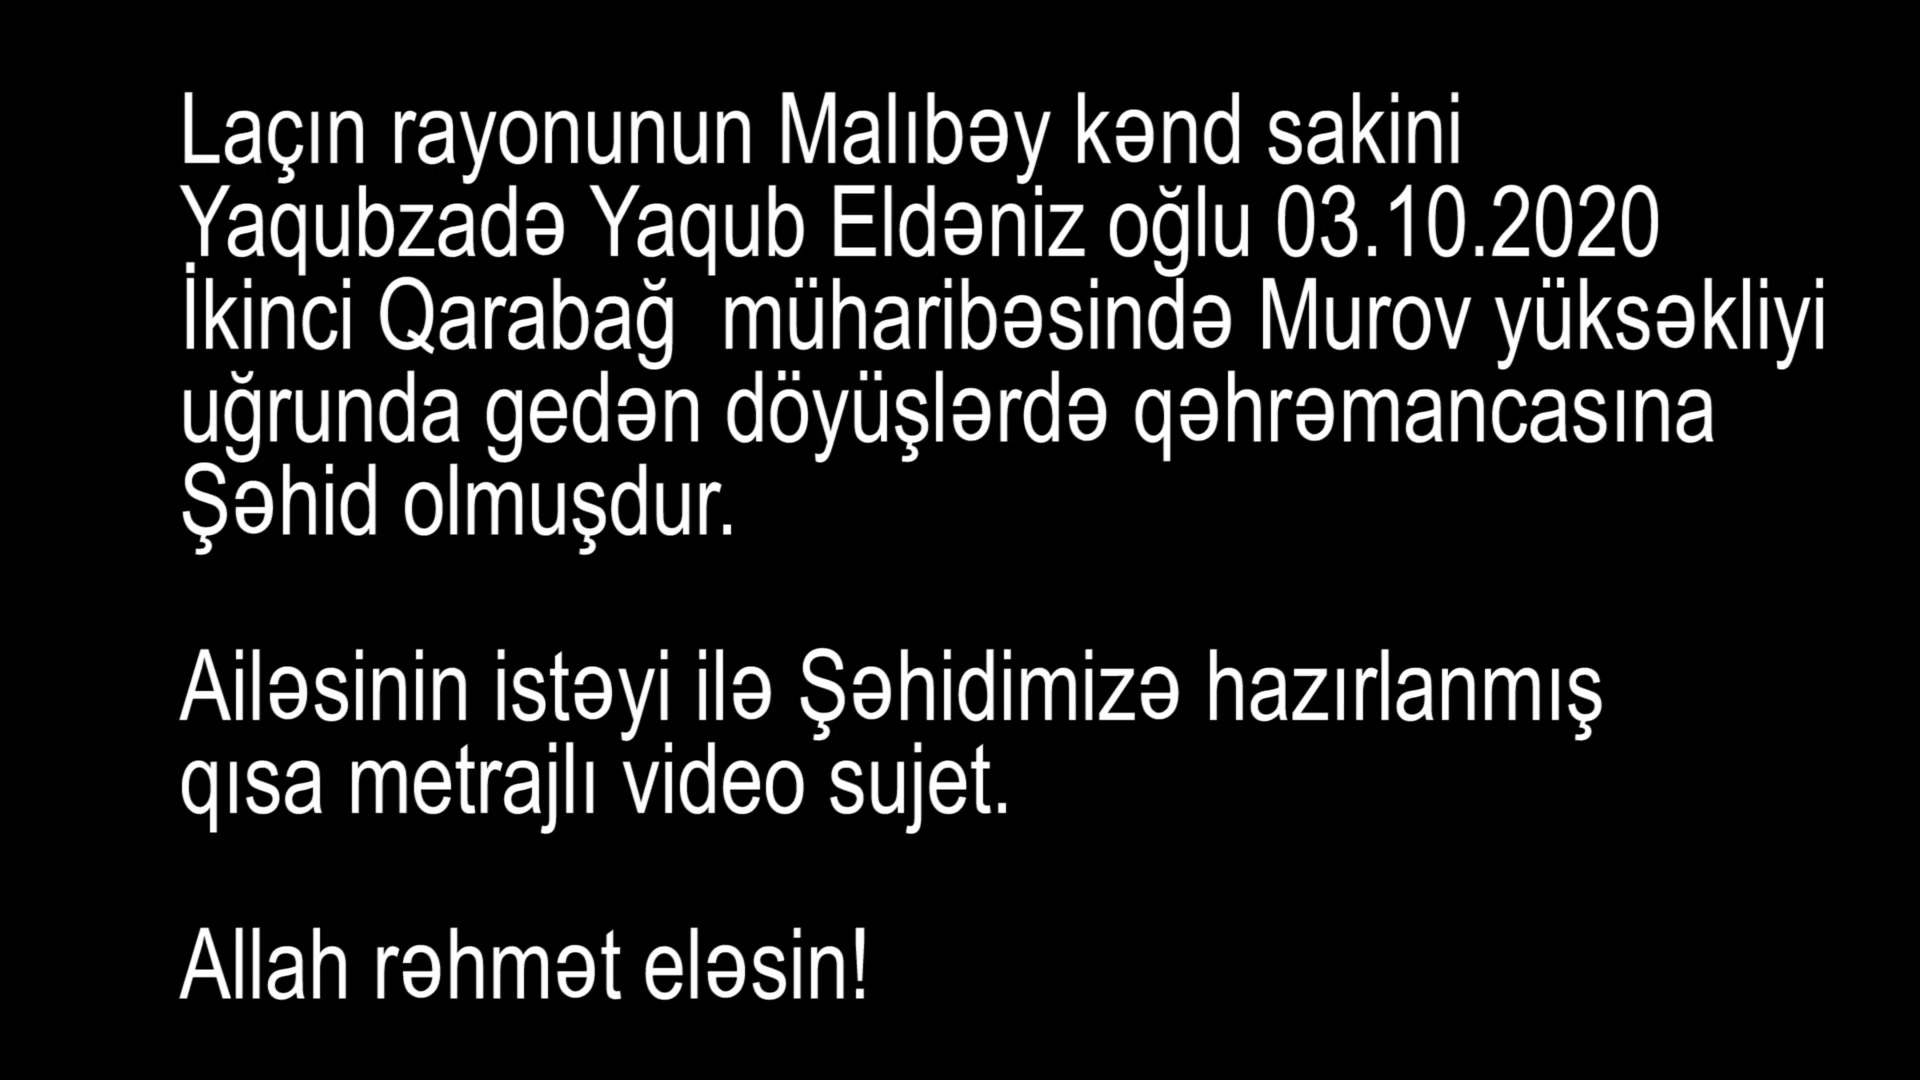 Laçın rayonunun Malıbəy kənd sakini
Yaqubzadə Yaqub Eldəniz oğlu 03.10.2020
İkinci Qarabağ  müharibəsində Murov yüksəkliyi
uğrunda gedən döyüşlərdə qəhrəmancasına
Şəhid olmuşdur.
Ailəsinin istəyi ilə Şəhidimizə hazırlanmış
qısa metrajlı video sujet.
Allah rəhmət eləsin!